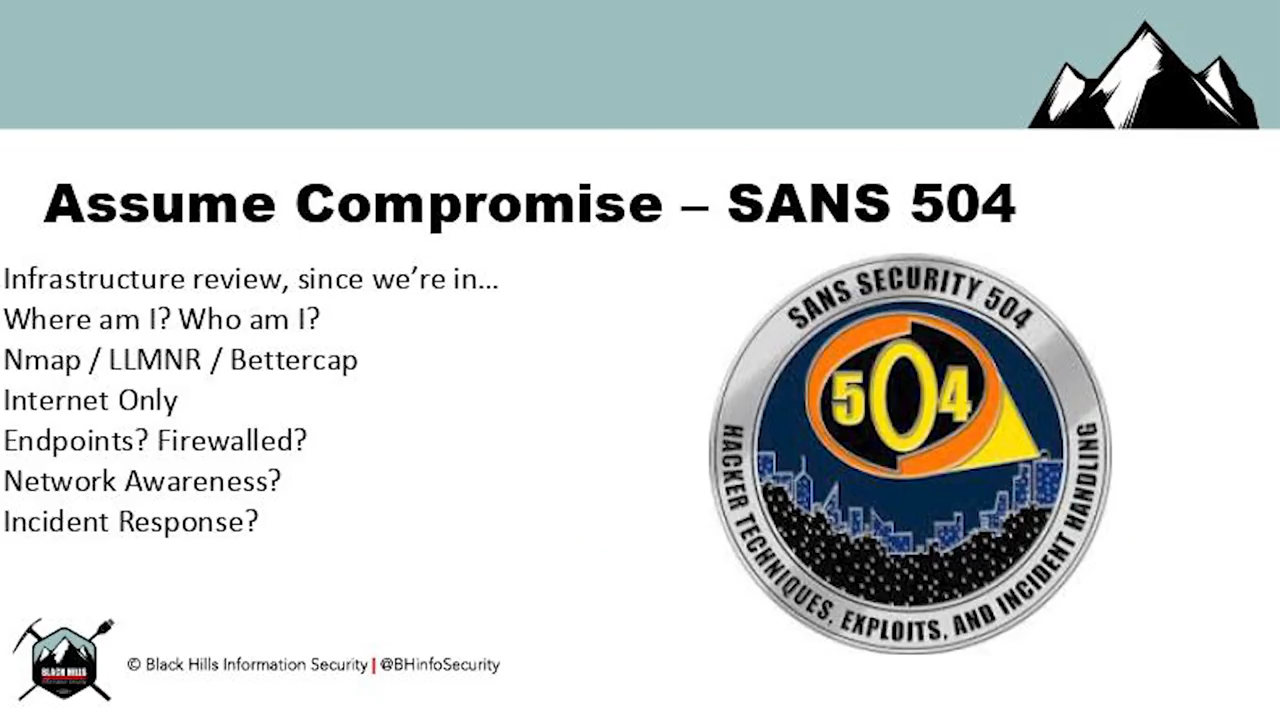 Assume Compromise – SANS 504
Infrastructure review, since we're in…
Where am I? Who am I?
Nmap / LLMNR / Bettercap
Internet Only
Endpoints? Firewalled?
Network Awareness?
Incident Response?
SANS SECURITY 504
504
HACKER TECHNIQUES, EXPLOITS, AND INCIDENT HANDLING
BLACK HILLS
© Black Hills Information Security | @BHinfoSecurity